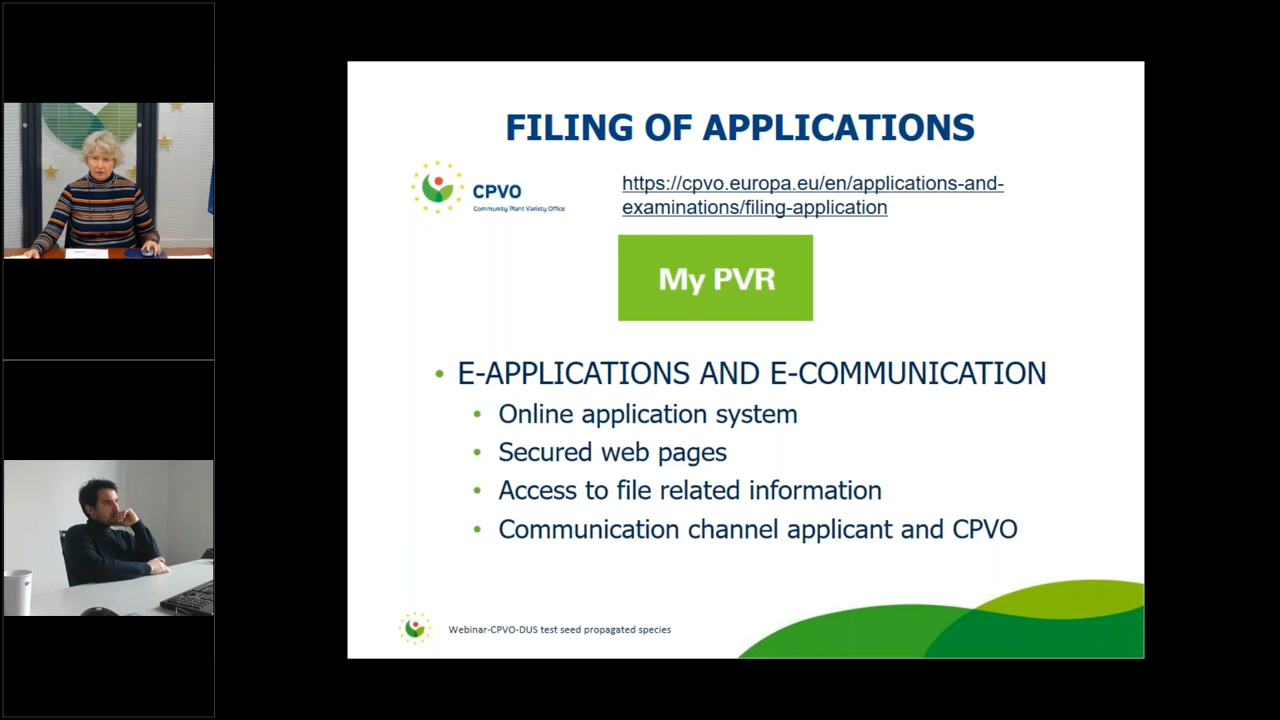 FILING OF APPLICATIONS
CPVO
Community Plant Variety Office
https://cpvo.europa.eu/en/applications-and-
examinations/filing-application
My PVR
• E-APPLICATIONS AND E-COMMUNICATION
• Online application system
• Secured web pages
• Access to file related information
• Communication channel applicant and CPVO
Webinar-CPVO-DUS test seed propagated species